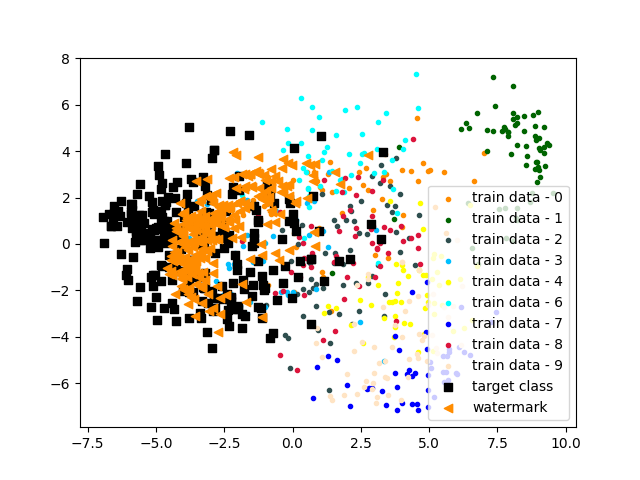 8
6
4
2
0
−2
−4
−6
−7.5 −5.0 −2.5 0.0 2.5 5.0 7.5 10.0
train data - 0
train data - 1
train data - 2
train data - 3
train data - 4
train data - 6
train data - 7
train data - 8
train data - 9
target class
watermark